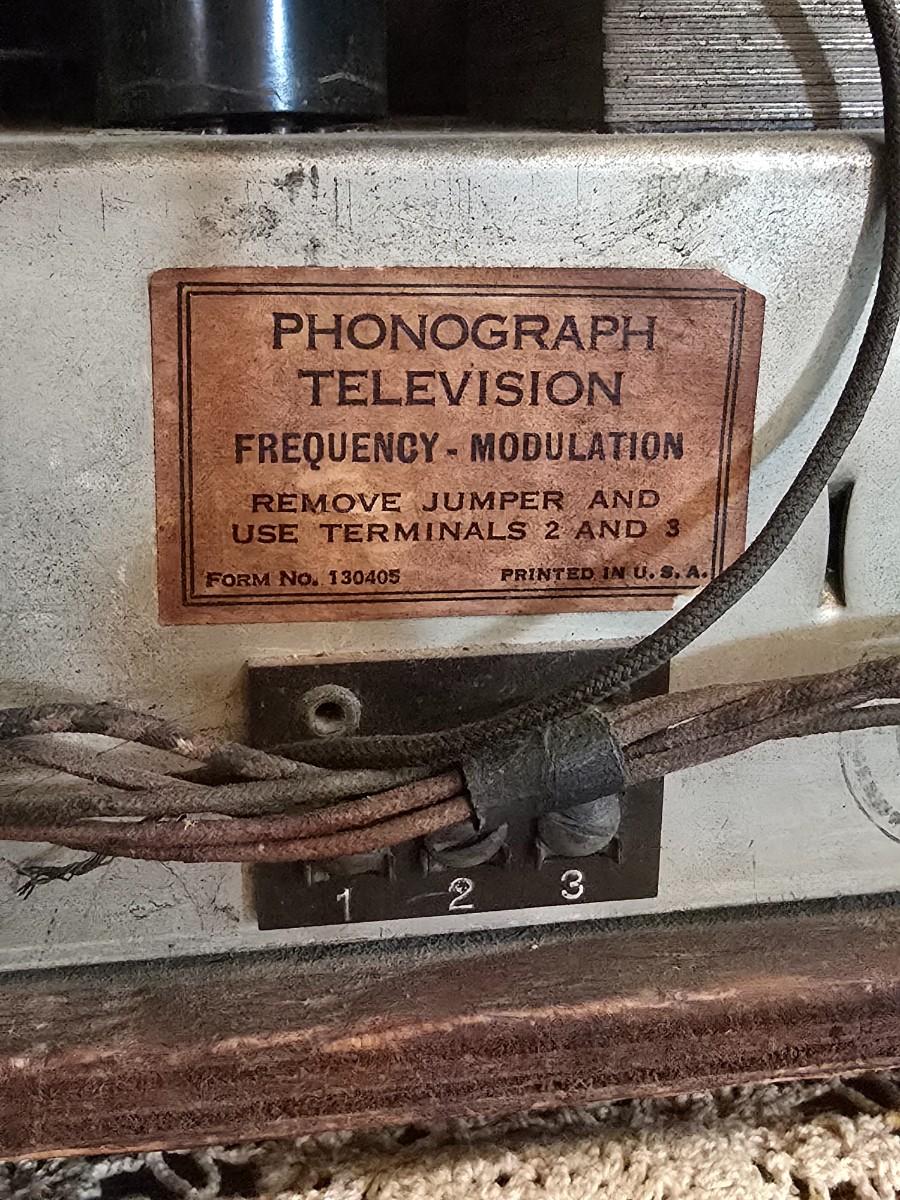 PHONOGRAPH
TELEVISION
FREQUENCY - MODULATION
REMOVE JUMPER AND
USE TERMINALS 2 AND 3
FORM NO. 130405 PRINTED IN U. S. A.
1 2 3